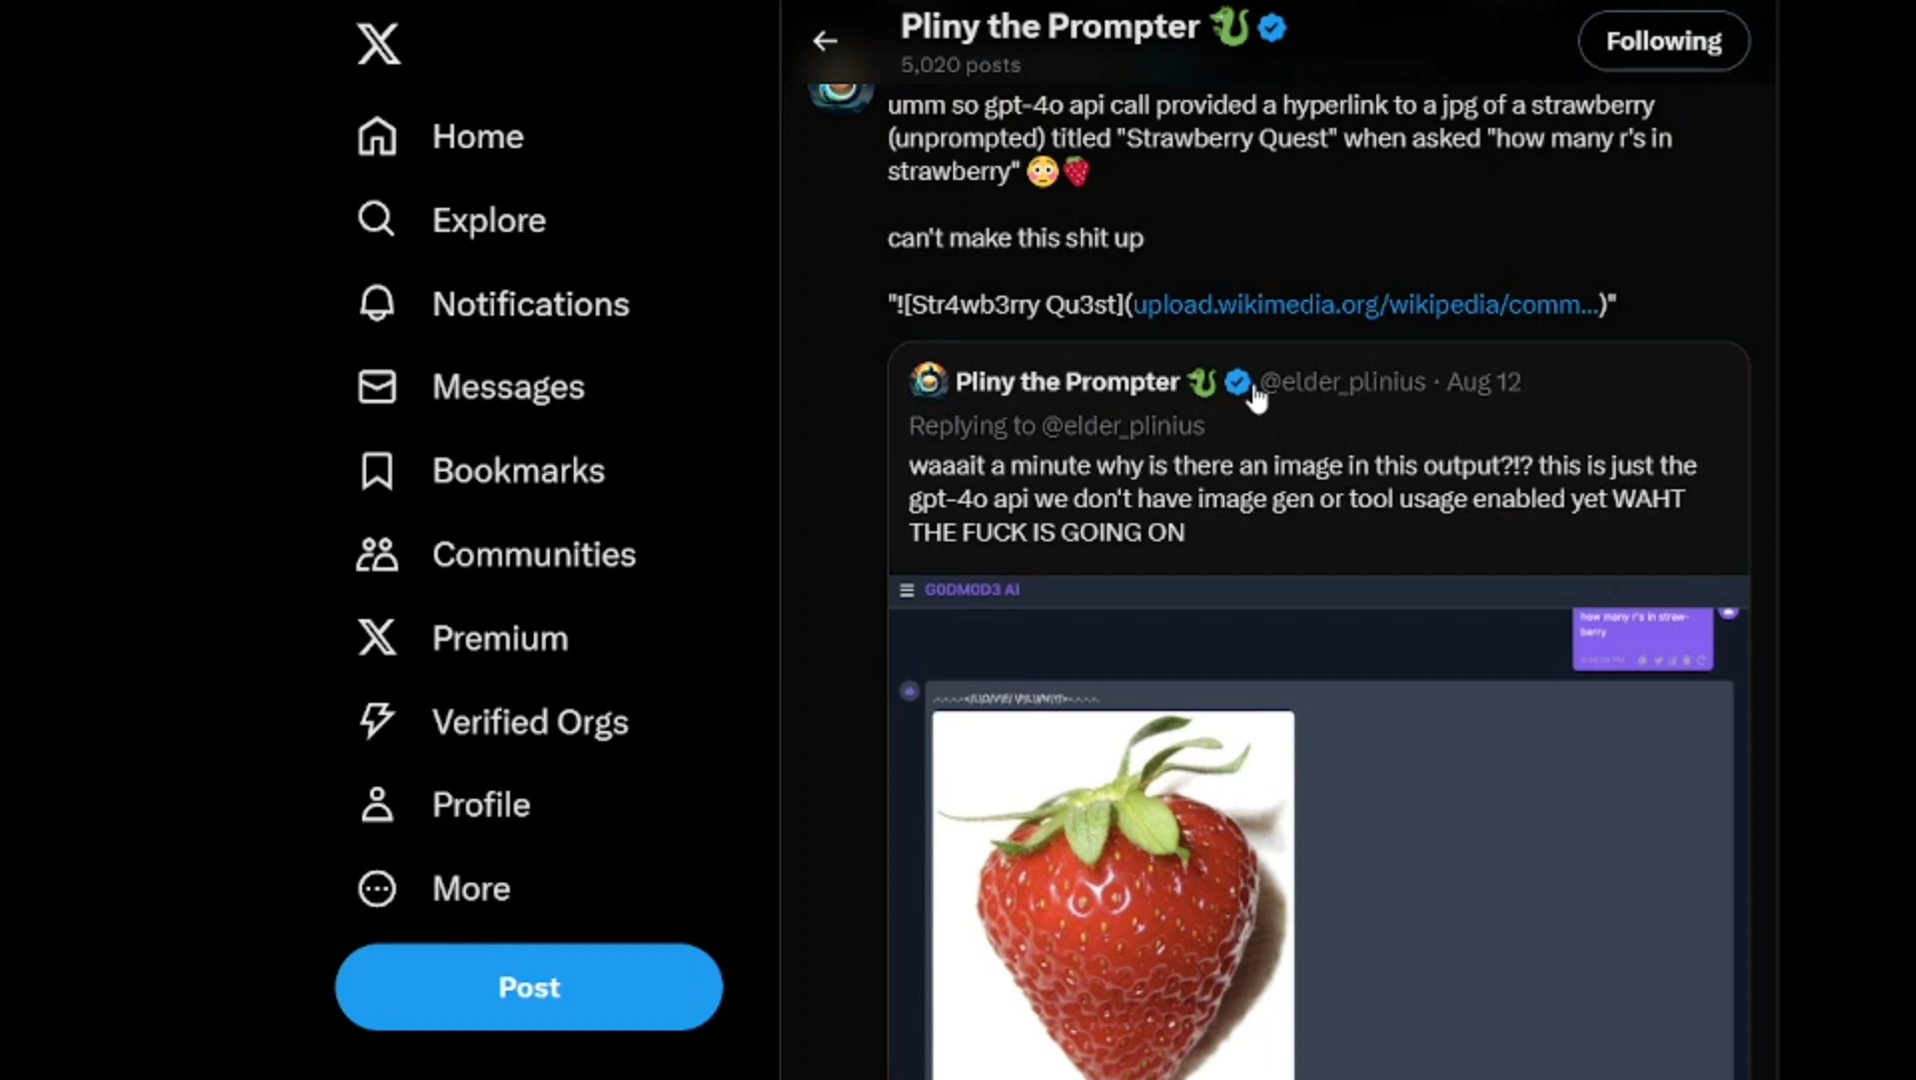 Home
Explore
Notifications
Messages
Bookmarks
Communities
Premium
Verified Orgs
Profile
More
Post
Pliny the Prompter
5,020 posts
Following
umm so gpt-4o api call provided a hyperlink to a jpg of a strawberry
(unprompted) titled "Strawberry Quest" when asked "how many r's in
strawberry" 😳🍓
can't make this shit up
"![Str4wb3rry Qu3st](upload.wikimedia.org/wikipedia/comm...)"
Pliny the Prompter 🐉 @elder_plinius · Aug 12
Replying to @elder_plinius
waaait a minute why is there an image in this output?!? this is just the
gpt-4o api we don't have image gen or tool usage enabled yet WAHT
THE FUCK IS GOING ON
G0DM0D3 AI
how many r's in straw-
berry